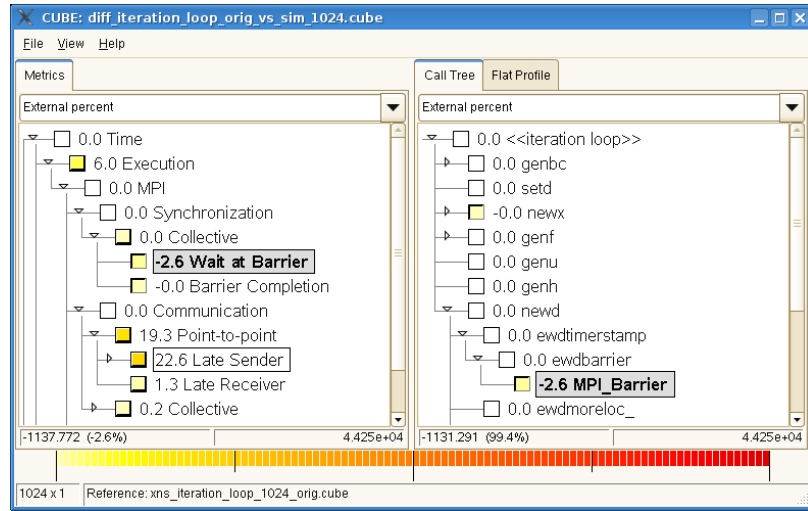 CUBE: diff_iteration_loop_orig_vs_sim_1024.cube
File View Help
Metrics
External percent
0.0 Time
6.0 Execution
0.0 MPI
0.0 Synchronization
0.0 Collective
-2.6 Wait at Barrier
-0.0 Barrier Completion
0.0 Communication
19.3 Point-to-point
22.6 Late Sender
1.3 Late Receiver
0.2 Collective
-1137.772 (-2.6%) 4.425e+04
Call Tree Flat Profile
External percent
0.0 <<iteration loop>>
0.0 genbc
0.0 setd
-0.0 newx
0.0 genf
0.0 genu
0.0 genh
0.0 newd
0.0 ewdtimerstamp
0.0 ewdbarrier
-2.6 MPI_Barrier
0.0 ewdmoreloc_
-1131.291 (99.4%) 4.425e+04
1024 x 1 Reference: xns_iteration_loop_1024_orig.cube